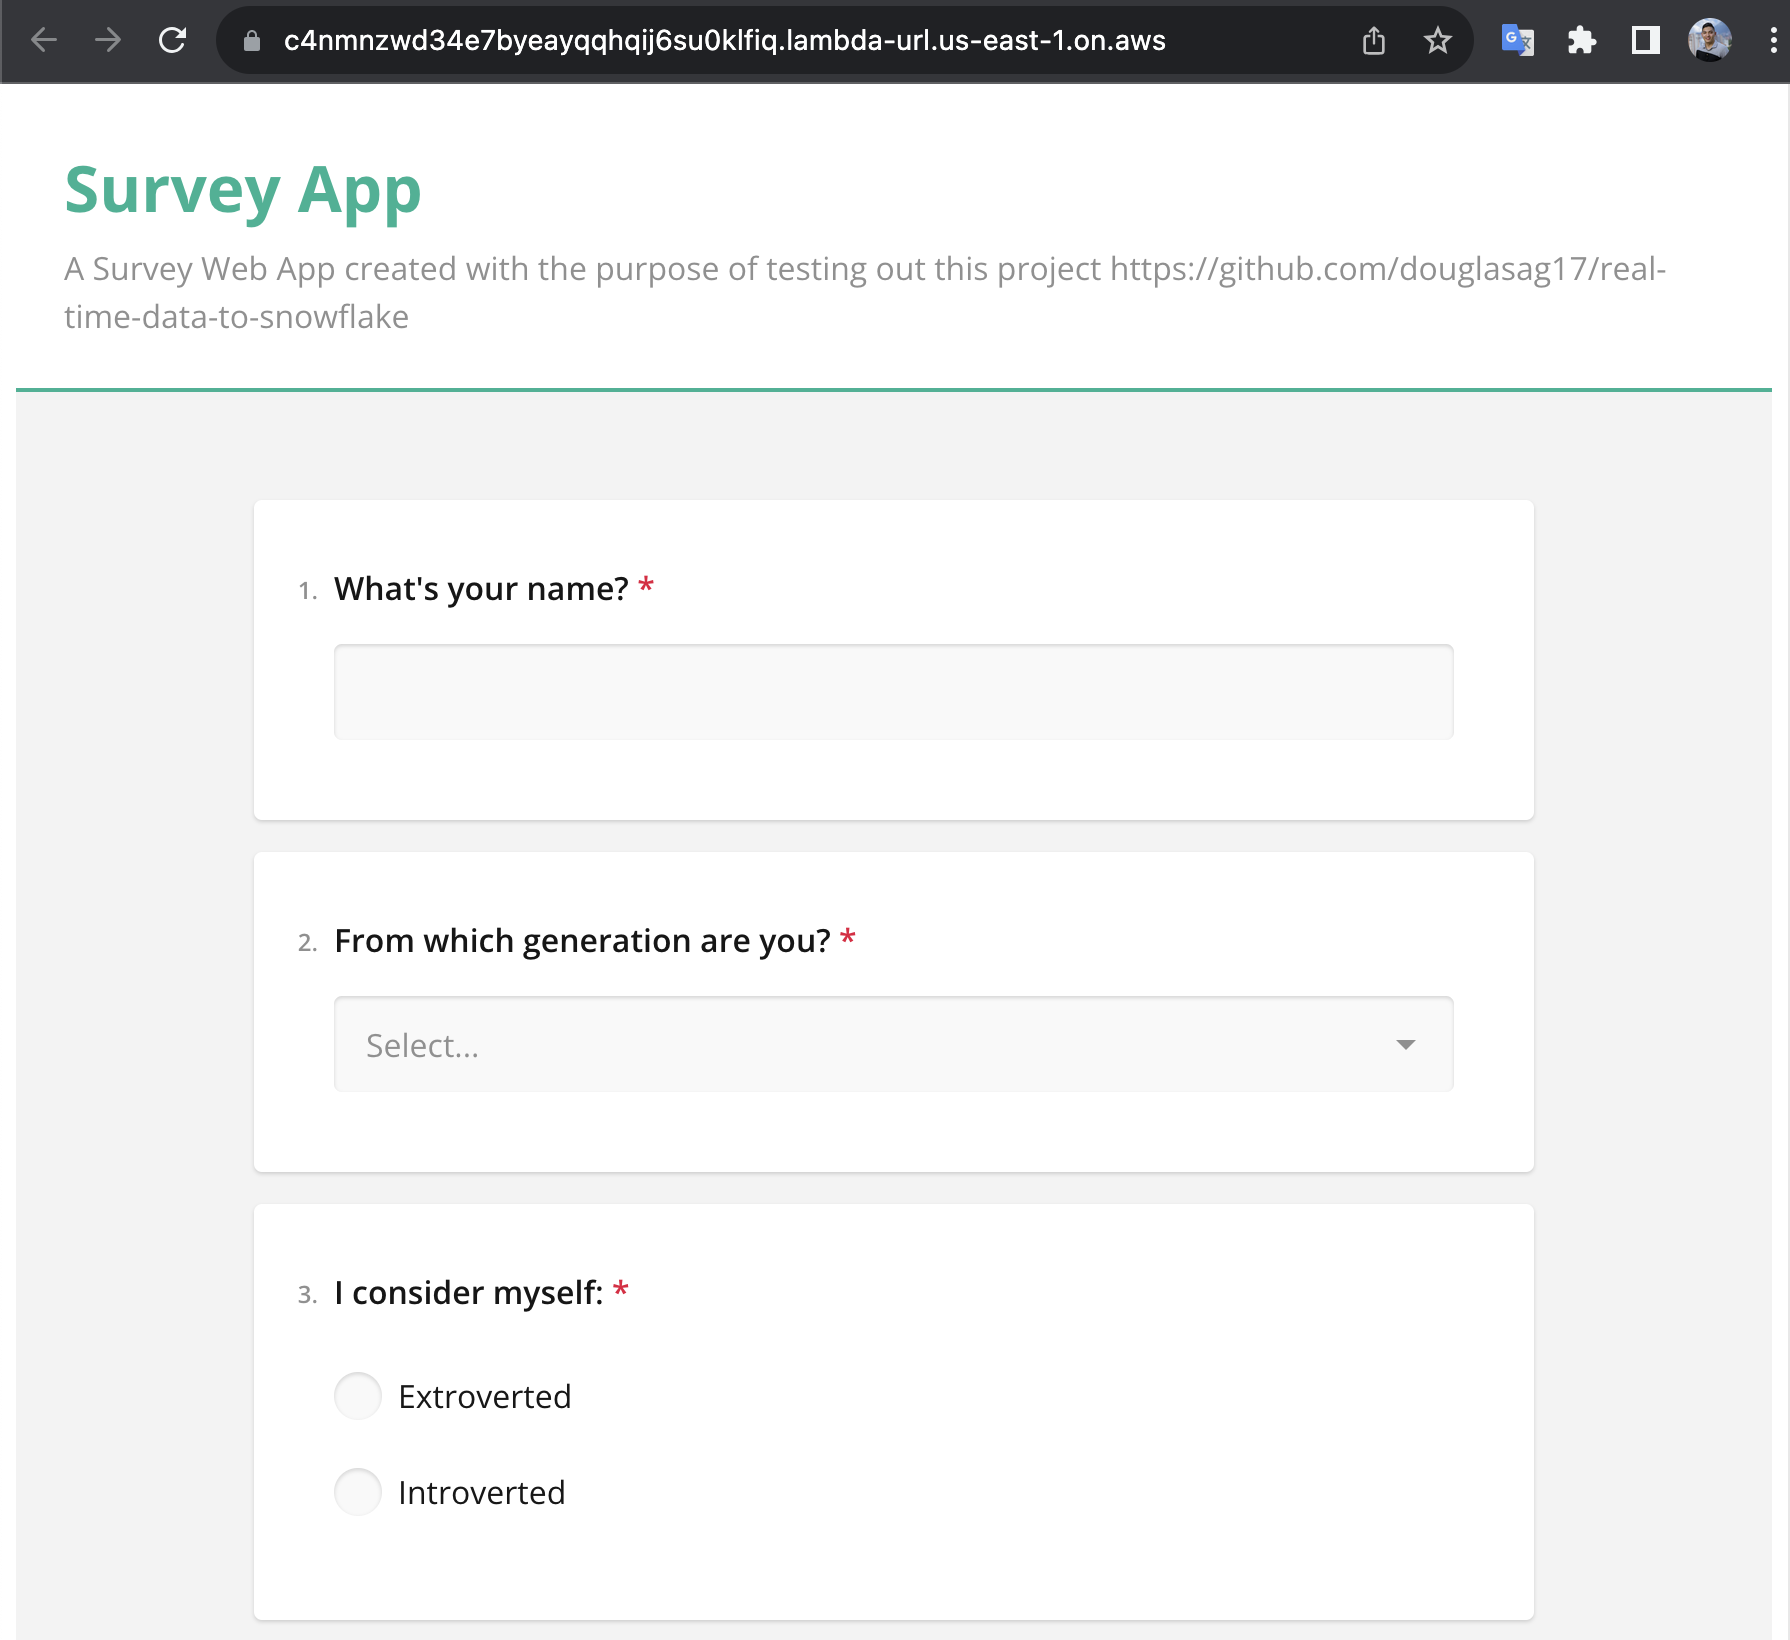 c4nmnzwd34e7byeayqqhqij6su0klfiq.lambda-url.us-east-1.on.aws
Survey App
A Survey Web App created with the purpose of testing out this project https://github.com/douglasag17/real-
time-data-to-snowflake
1. What's your name? *
2. From which generation are you? *
Select...
3. I consider myself: *
Extroverted
Introverted